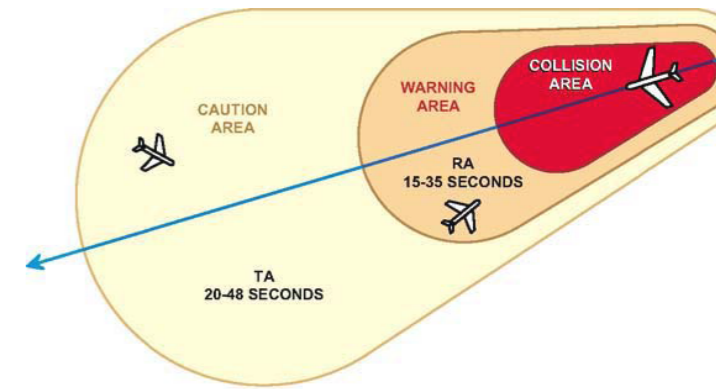 COLLISION
AREA
WARNING
AREA
CAUTION
AREA
RA
15-35 SECONDS
TA
20-48 SECONDS